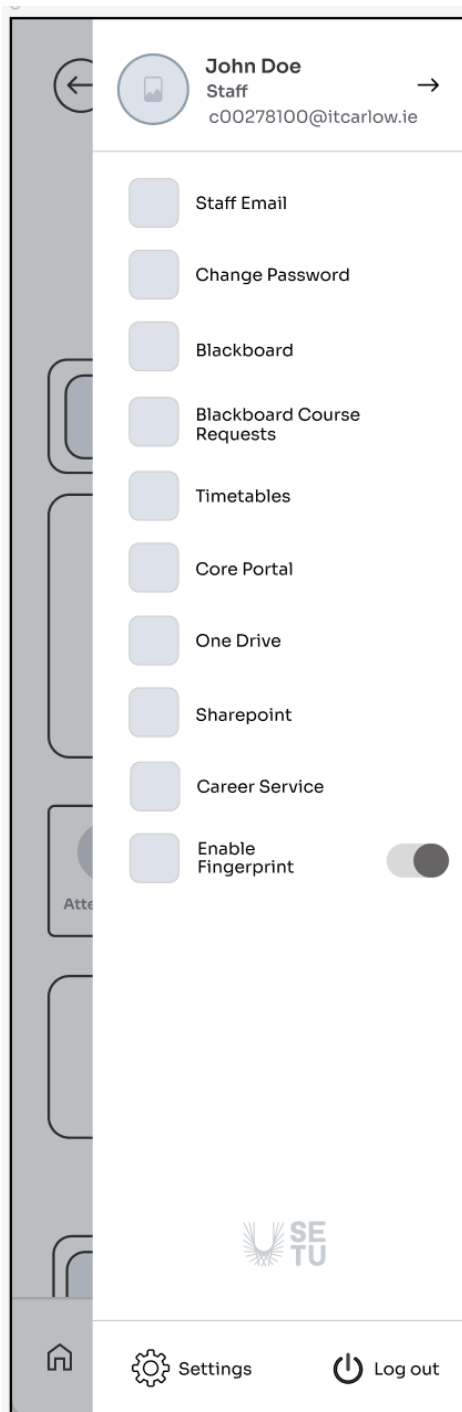 John Doe
Staff
c00278100@itcarlow.ie
Staff Email
Change Password
Blackboard
Blackboard Course
Requests
Timetables
Core Portal
One Drive
Sharepoint
Career Service
Enable
Fingerprint
Atte
SE
TU
Settings
Log out